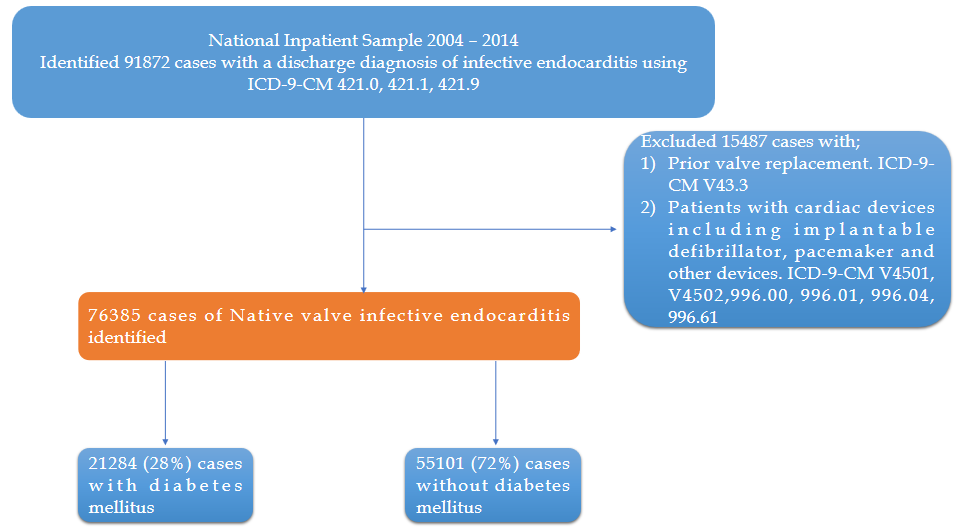 National Inpatient Sample 2004 – 2014
Identified 91872 cases with a discharge diagnosis of infective endocarditis using
ICD-9-CM 421.0, 421.1, 421.9
Excluded 15487 cases with;
1) Prior valve replacement. ICD-9-
CM V43.3
2) Patients with cardiac devices
including implantable
defibrillator, pacemaker and
other devices. ICD-9-CM V4501,
V4502,996.00, 996.01, 996.04,
996.61
76385 cases of Native valve infective endocarditis
identified
21284 (28%) cases
with diabetes
mellitus
55101 (72%) cases
without diabetes
mellitus